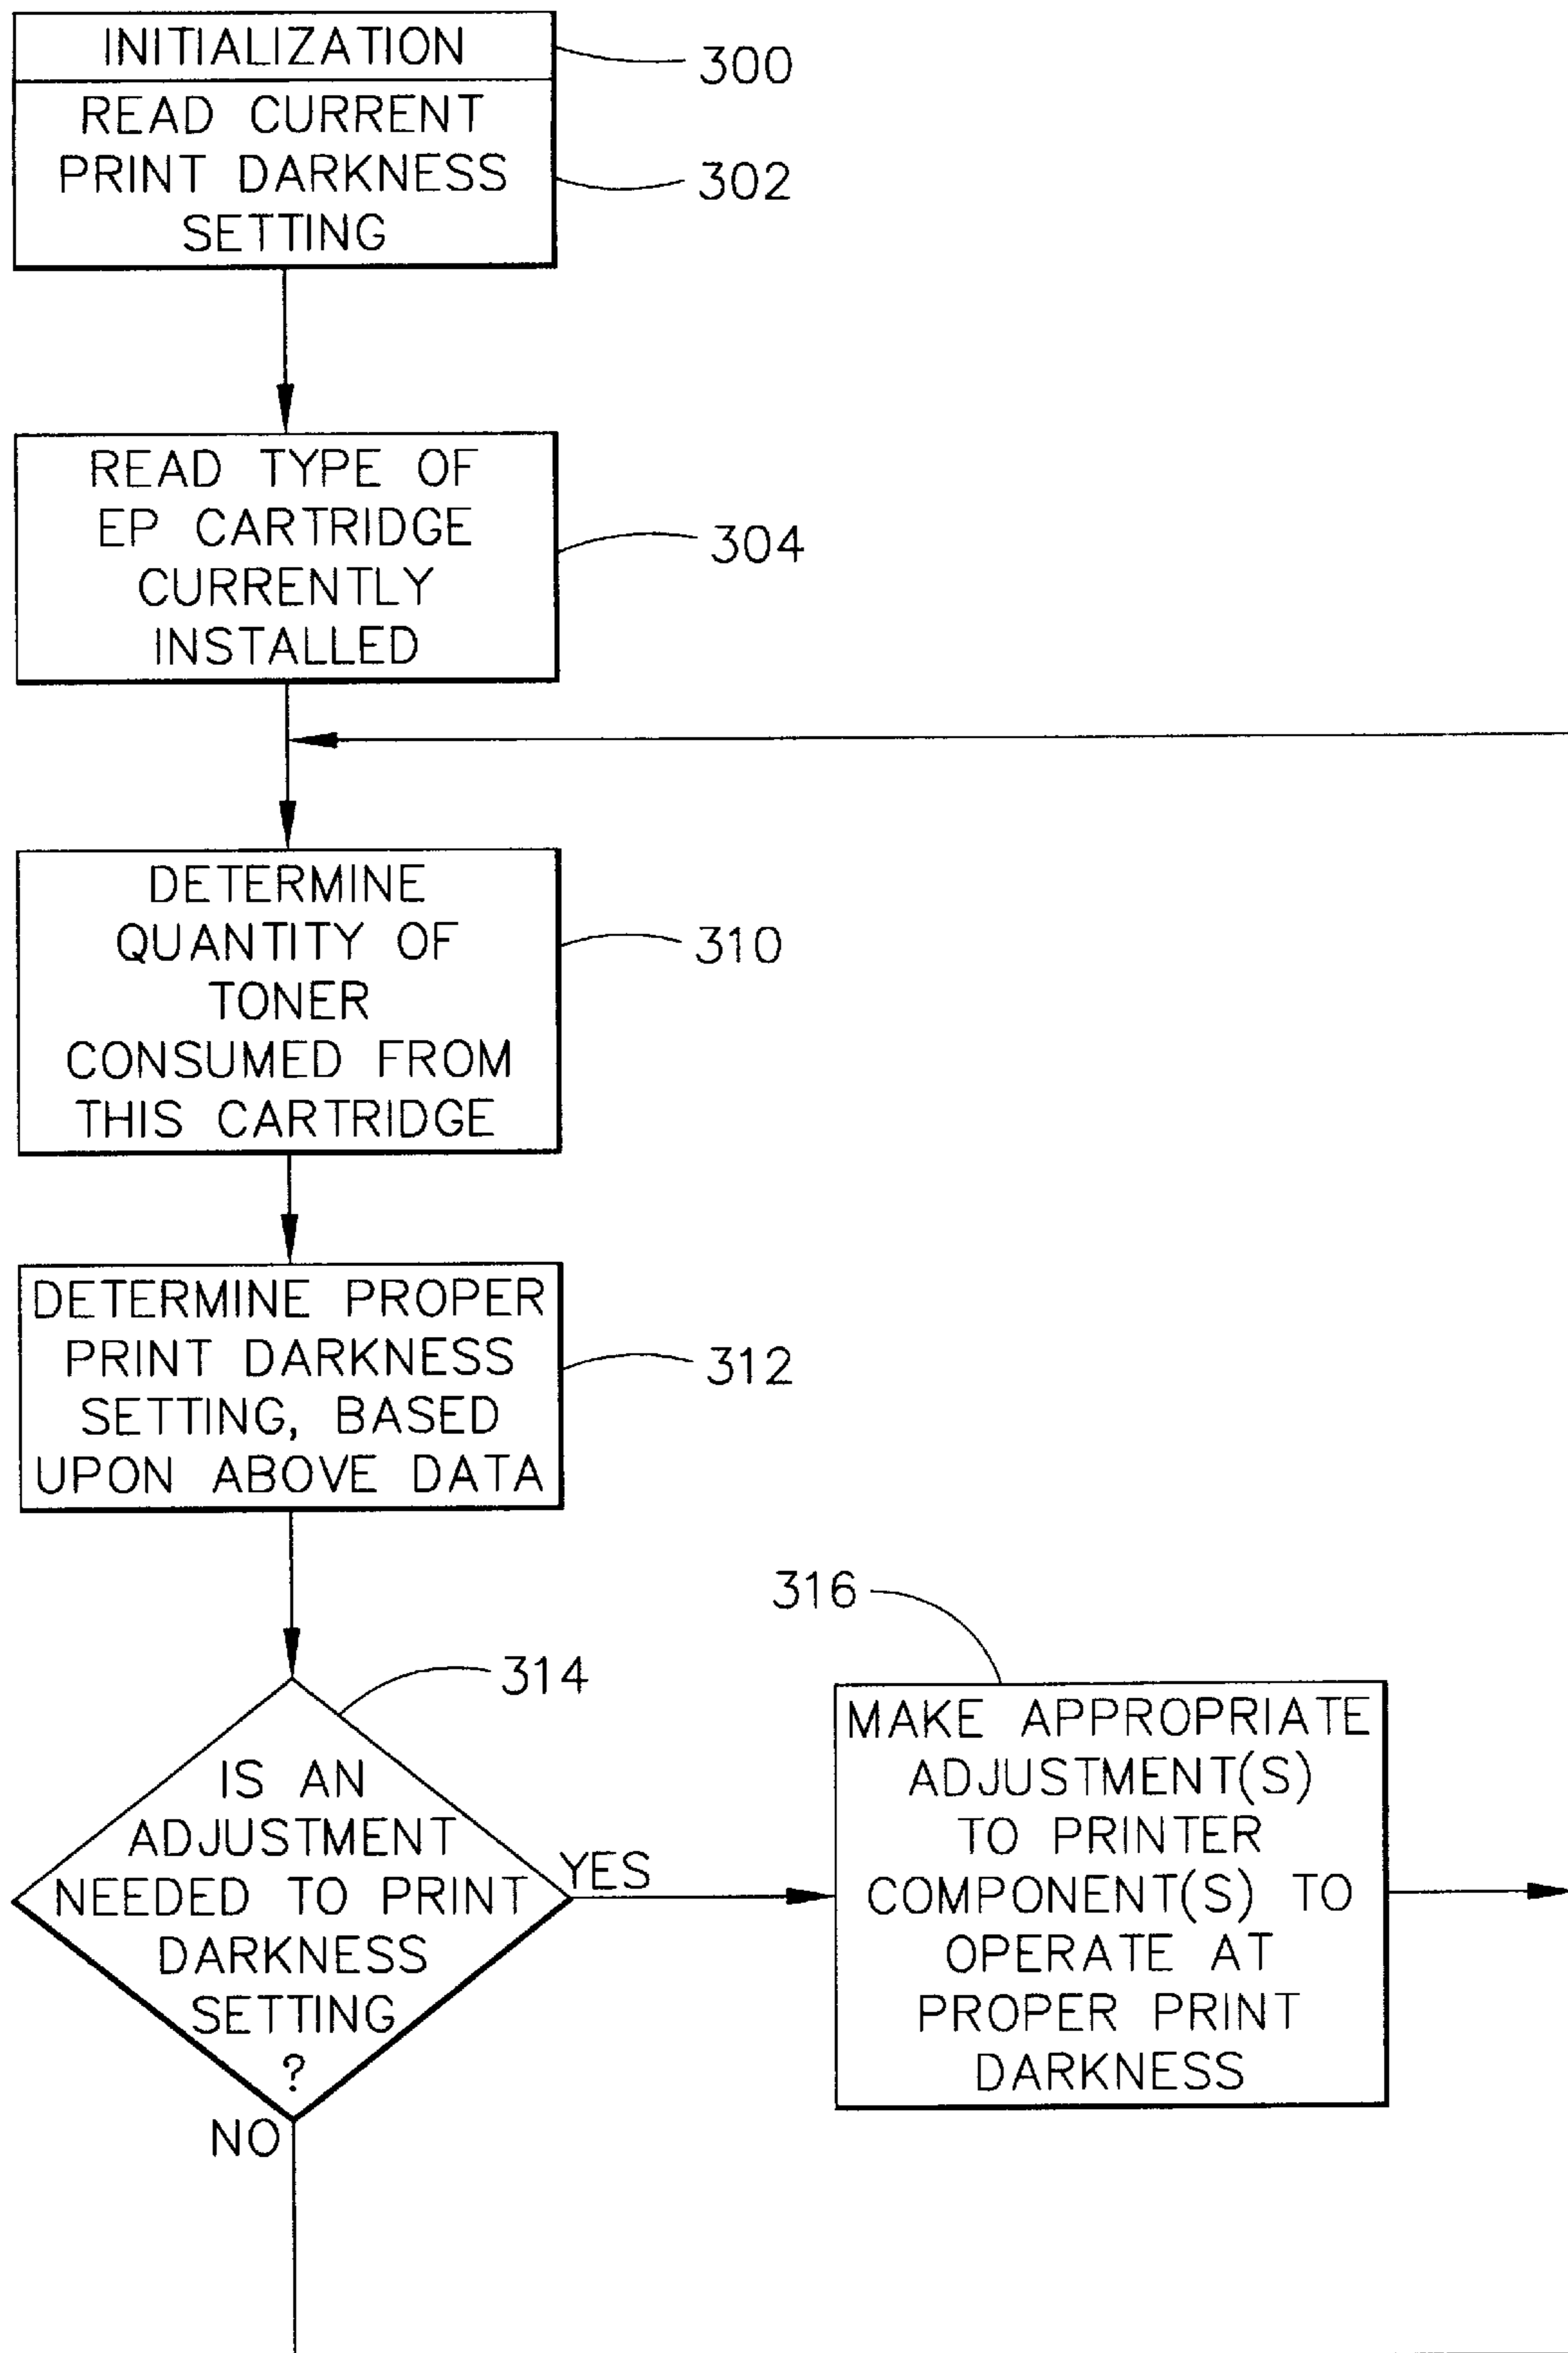 INITIALIZATION
300
READ CURRENT
PRINT DARKNESS
SETTING
302
READ TYPE OF
EP CARTRIDGE
CURRENTLY
INSTALLED
304
DETERMINE
QUANTITY OF
TONER
CONSUMED FROM
THIS CARTRIDGE
310
DETERMINE PROPER
PRINT DARKNESS
SETTING, BASED
UPON ABOVE DATA
312
314
IS AN
ADJUSTMENT
NEEDED TO PRINT
DARKNESS
SETTING
?
YES
NO
316
MAKE APPROPRIATE
ADJUSTMENT(S)
TO PRINTER
COMPONENT(S) TO
OPERATE AT
PROPER PRINT
DARKNESS